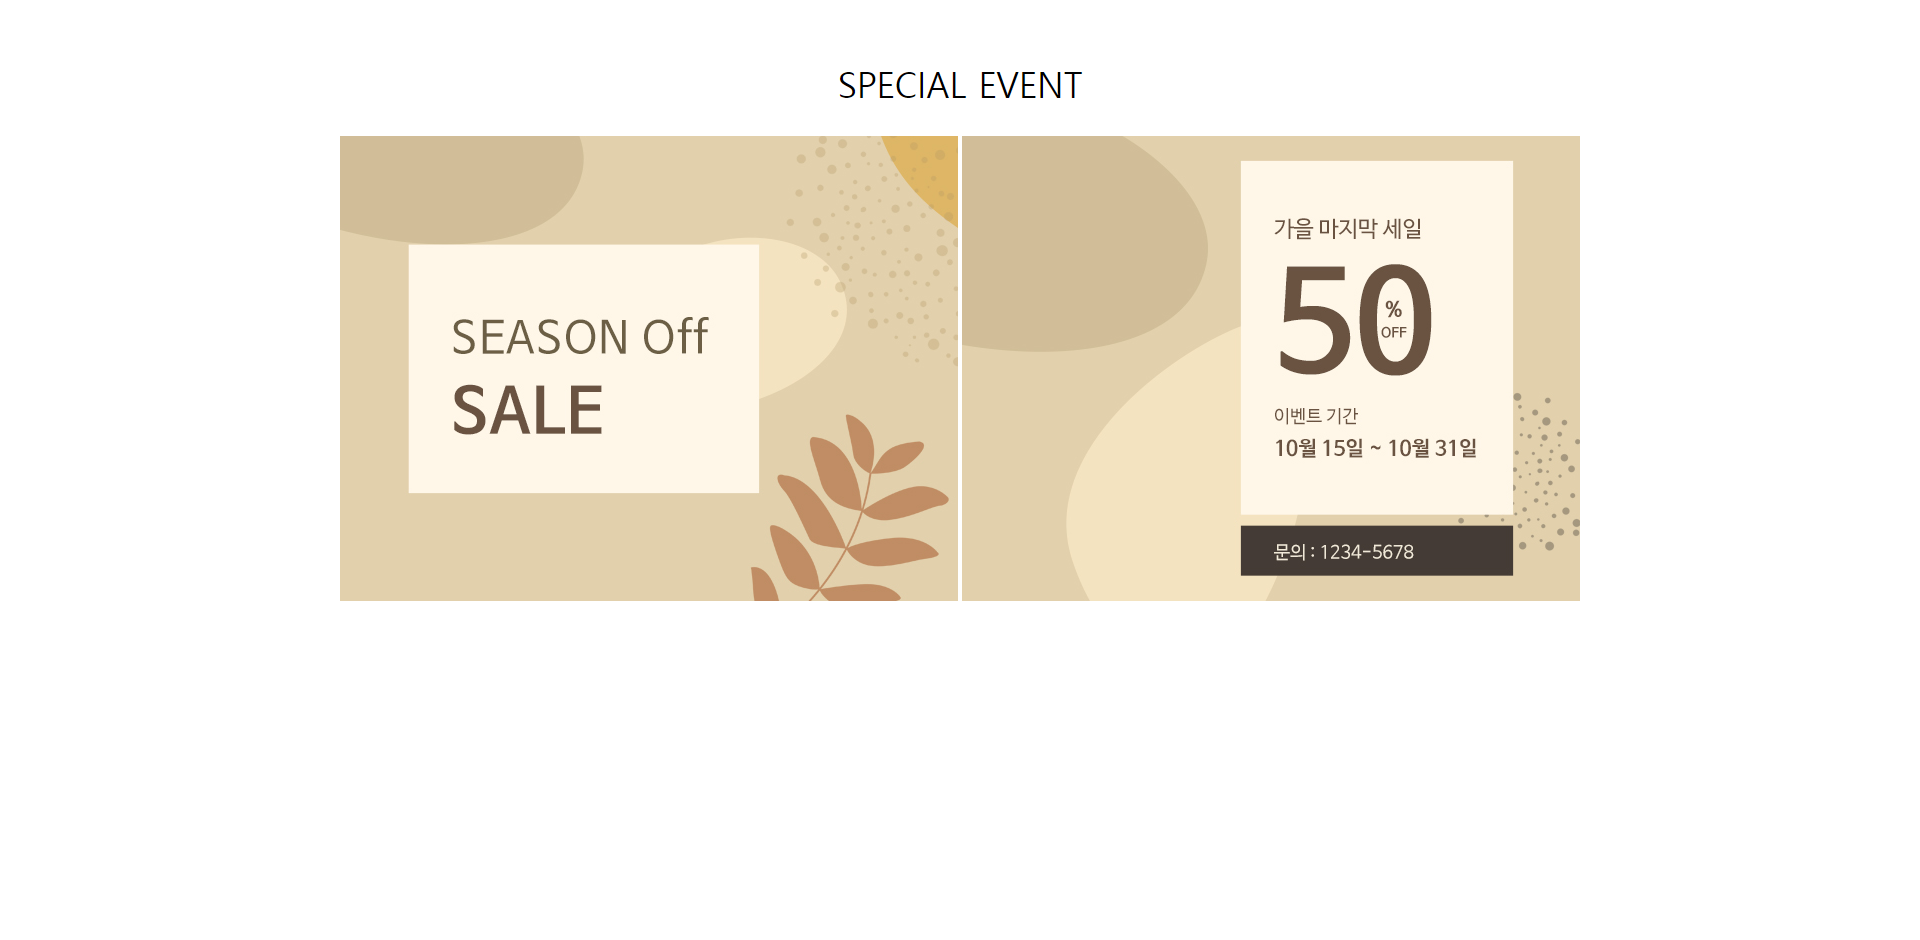 SPECIAL EVENT
SEASON Off
SALE
가을 마지막 세일
50
%
OFF
이벤트 기간
10월 15일 ~ 10월 31일
문의 : 1234-5678